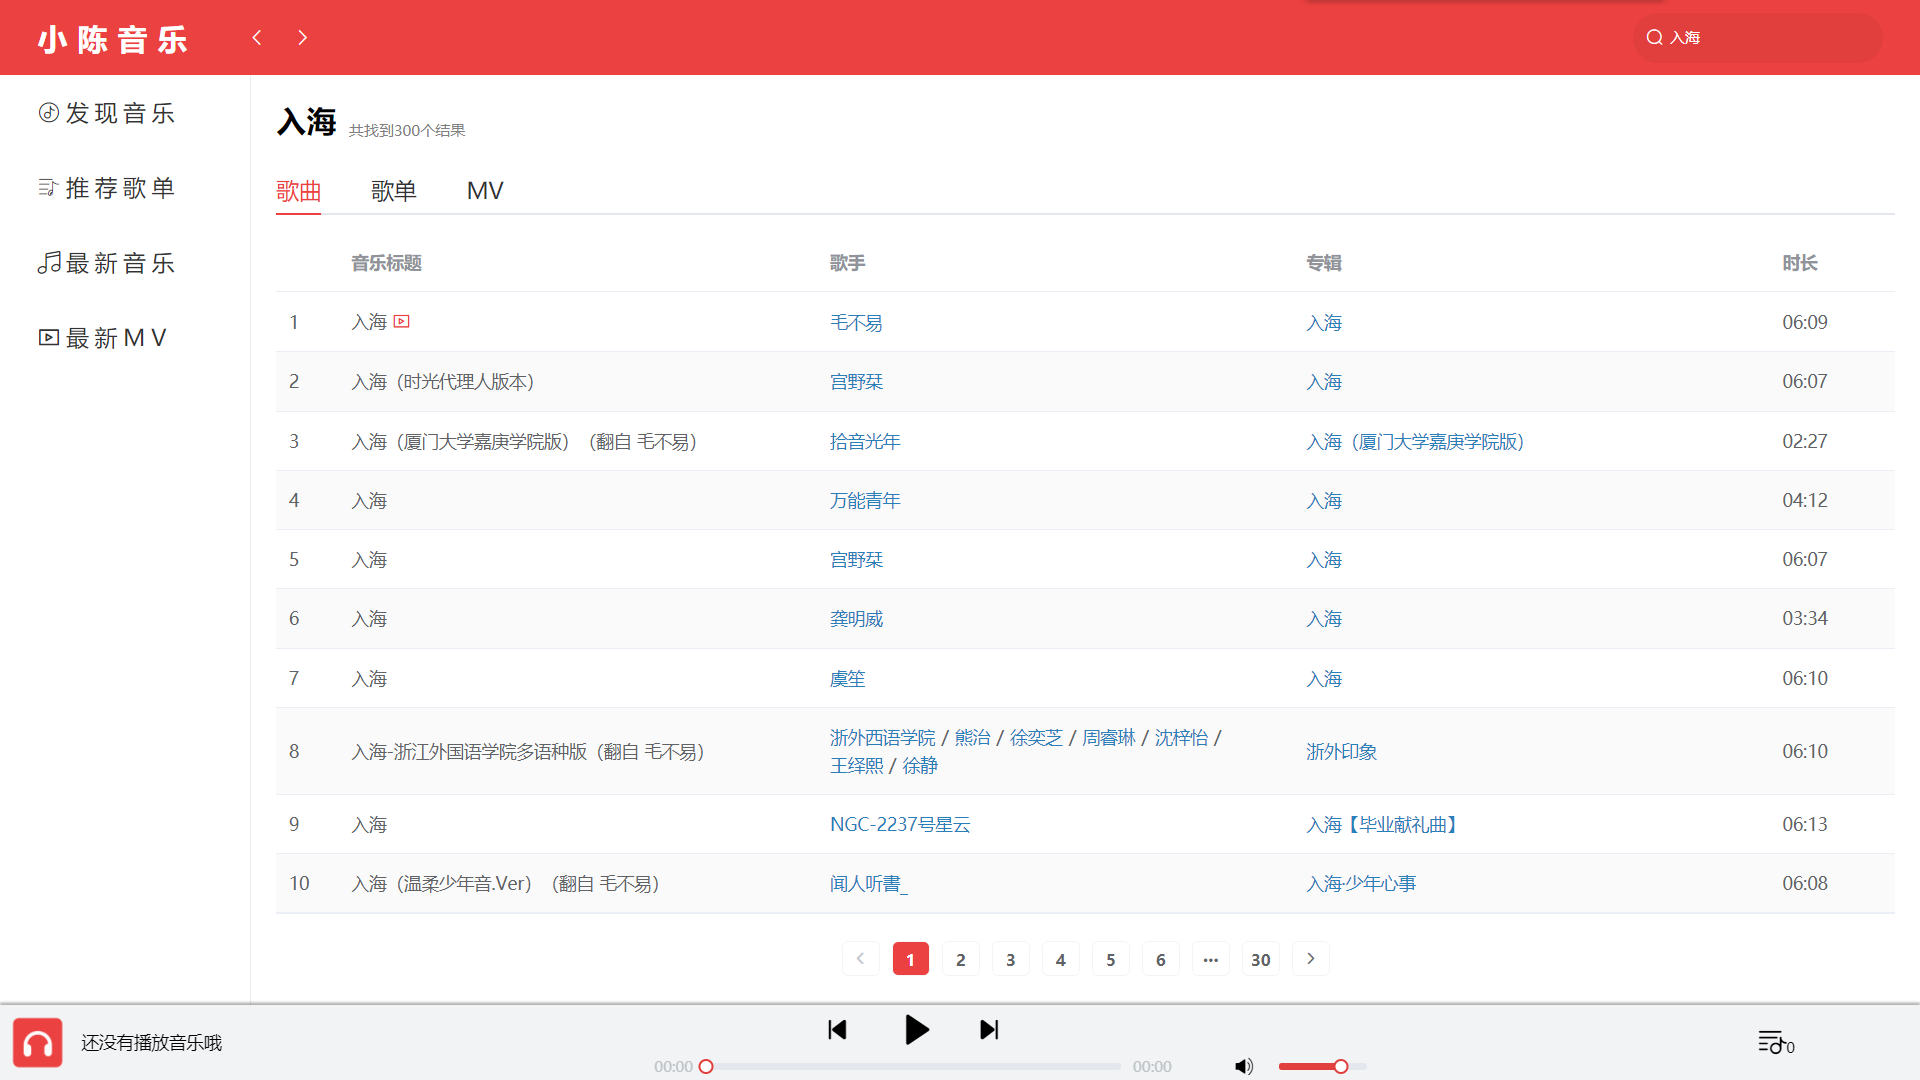 小陈音乐
入海
发现音乐
推荐歌单
最新音乐
最新MV
入海 共找到300个结果
歌曲 歌单 MV
音乐标题 歌手 专辑 时长
1 入海 毛不易 入海 06:09
2 入海（时光代理人版本） 宫野栞 入海 06:07
3 入海（厦门大学嘉庚学院版）（翻自 毛不易） 拾音光年 入海（厦门大学嘉庚学院版） 02:27
4 入海 万能青年 入海 04:12
5 入海 宫野栞 入海 06:07
6 入海 龚明威 入海 03:34
7 入海 虞笙 入海 06:10
8 入海-浙江外国语学院多语种版（翻自 毛不易） 浙外西语学院 / 熊治 / 徐奕芝 / 周睿琳 / 沈梓怡 /
王绎熙 / 徐静 浙外印象 06:10
9 入海 NGC-2237号星云 入海【毕业献礼曲】 06:13
10 入海（温柔少年音.Ver）（翻自 毛不易） 闻人听書_ 入海·少年心事 06:08
1 2 3 4 5 6 ... 30
还没有播放音乐哦
00:00 00:00
0